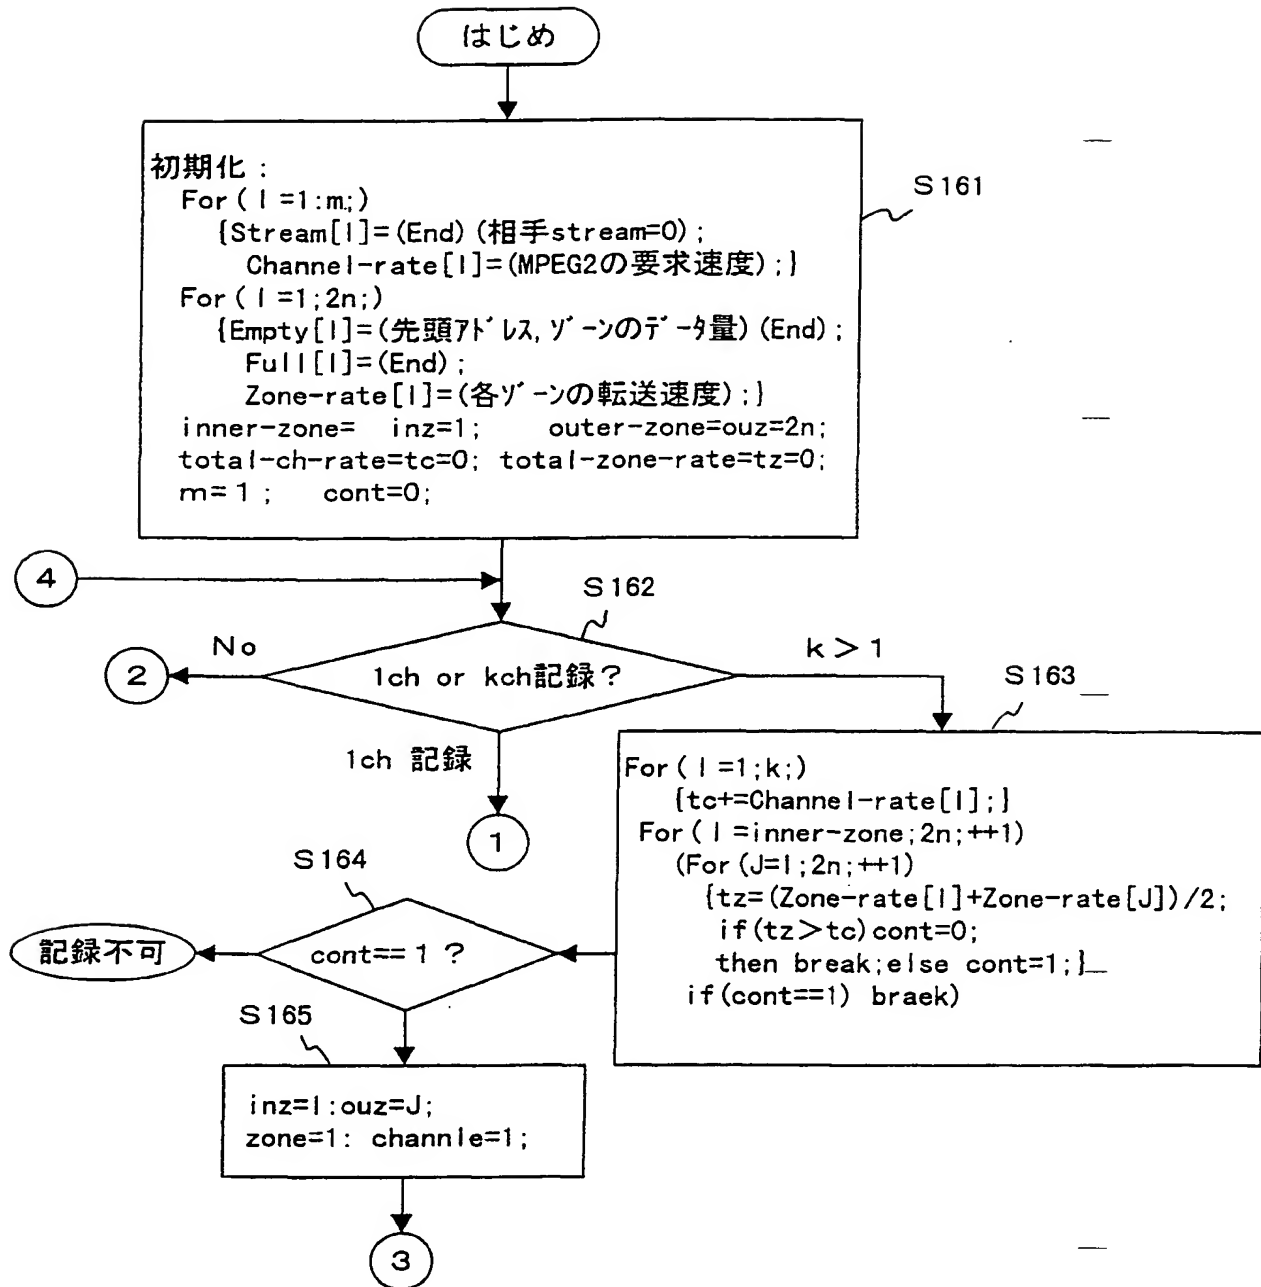 はじめ
初期化：
For(I=1:m;)
{Stream[I]=(End)(相手stream=0);
Channel-rate[I]=(MPEG2の要求速度);}
For(I=1;2n;)
{Empty[I]=(先頭ｱﾄﾞﾚｽ,ｿﾞｰﾝのﾃﾞｰﾀ量)(End);
Full[I]=(End);
Zone-rate[I]=(各ｿﾞｰﾝの転送速度);}
inner-zone= inz=1; outer-zone=ouz=2n;
total-ch-rate=tc=0; total-zone-rate=tz=0;
m=1; cont=0;
S161
4
S162
No
2
1ch or kch記録？
k＞1
S163
1ch 記録
1
For(I=1;k;)
{tc+=Channel-rate[I];}
For(I=inner-zone;2n;++1)
(For(J=I;2n;++1)
{tz=(Zone-rate[I]+Zone-rate[J])/2;
if(tz>tc)cont=0;
then break;else cont=1;}
if(cont==1) braek)
S164
記録不可
cont==1？
S165
inz=I:ouz=J;
zone=1: channle=1;
3